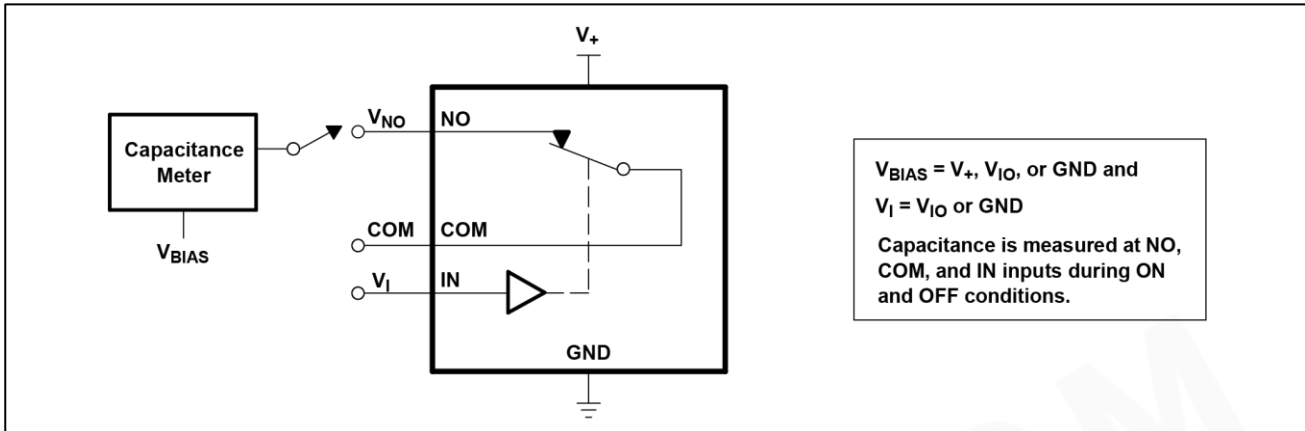 V+
VNO NO
Capacitance
Meter
VBIAS
COM COM
VI IN
GND
VBIAS = V+, VIO, or GND and
VI = VIO or GND
Capacitance is measured at NO,
COM, and IN inputs during ON
and OFF conditions.